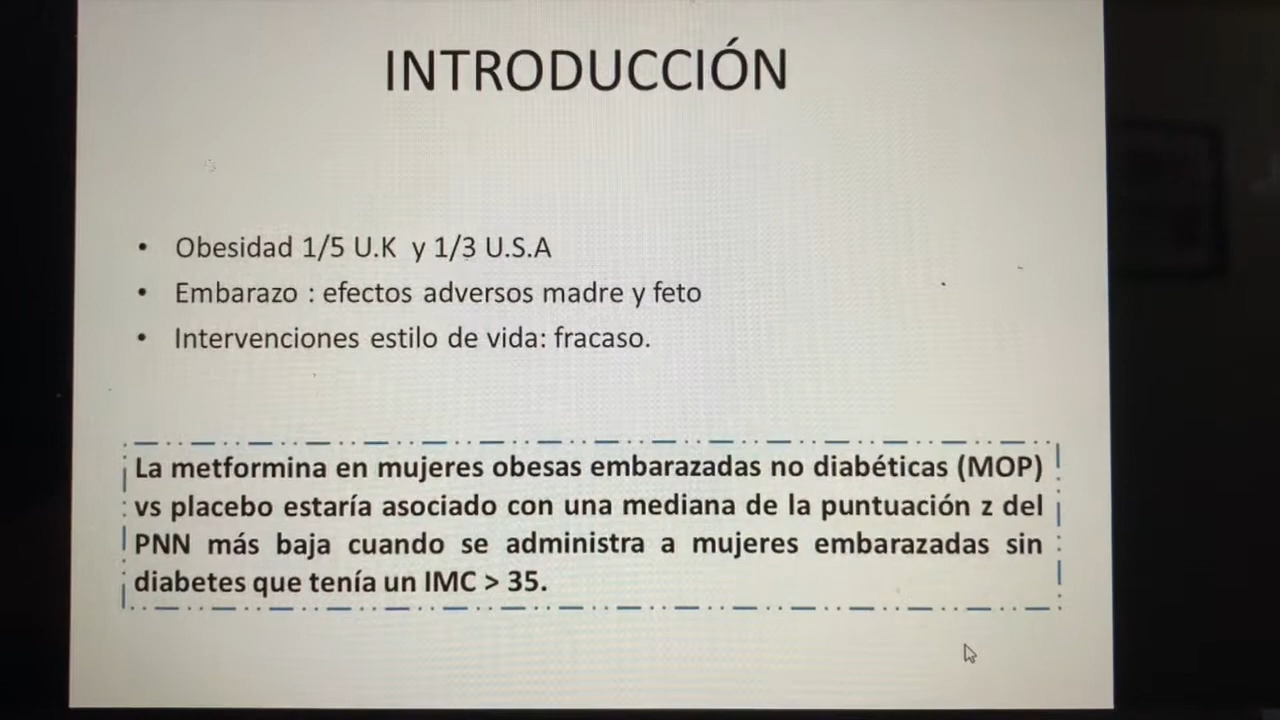 INTRODUCCIÓN
• Obesidad 1/5 U.K y 1/3 U.S.A
• Embarazo : efectos adversos madre y feto
• Intervenciones estilo de vida: fracaso.
La metformina en mujeres obesas embarazadas no diabéticas (MOP)
vs placebo estaría asociado con una mediana de la puntuación z del
PNN más baja cuando se administra a mujeres embarazadas sin
diabetes que tenía un IMC > 35.